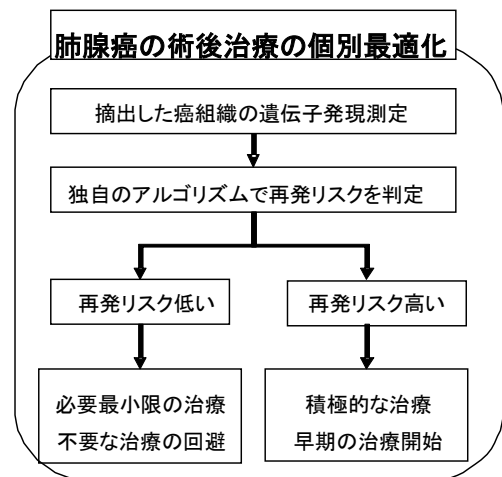 肺腺癌の術後治療の個別最適化
摘出した癌組織の遺伝子発現測定
独自のアルゴリズムで再発リスクを判定
再発リスク低い
再発リスク高い
必要最小限の治療
不要な治療の回避
積極的な治療
早期の治療開始